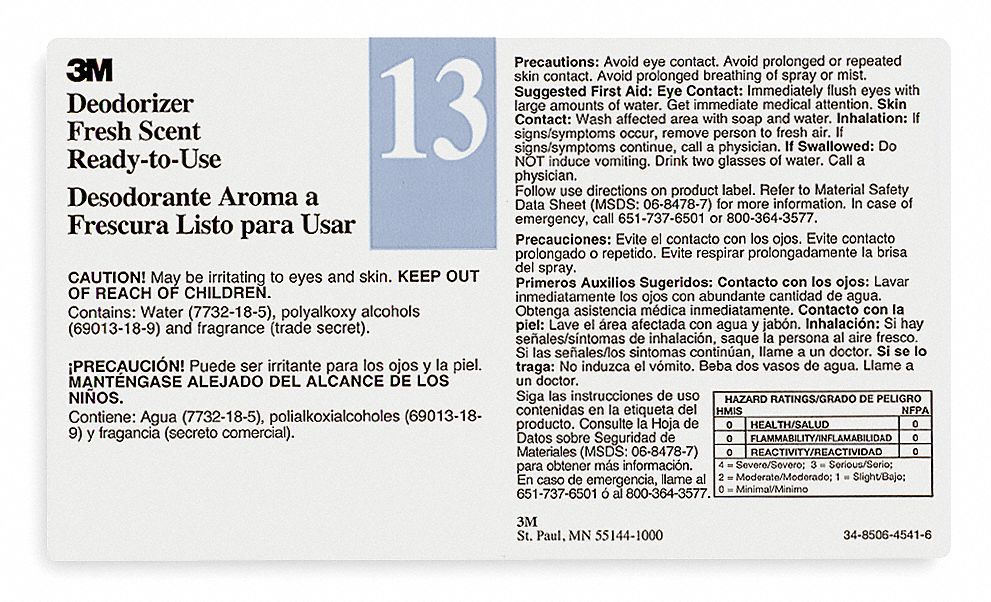 3M
Deodorizer
Fresh Scent
Ready-to-Use
Desodorante Aroma a
Frescura Listo para Usar
13
CAUTION! May be irritating to eyes and skin. KEEP OUT
OF REACH OF CHILDREN.
Contains: Water (7732-18-5), polyalkoxy alcohols
(69013-18-9) and fragrance (trade secret).
¡PRECAUCIÓN! Puede ser irritante para los ojos y la piel.
MANTÉNGASE ALEJADO DEL ALCANCE DE LOS
NIÑOS.
Contiene: Agua (7732-18-5), polialkoxialcoholes (69013-18-
9) y fragancia (secreto comercial).
Precautions: Avoid eye contact. Avoid prolonged or repeated
skin contact. Avoid prolonged breathing of spray or mist.
Suggested First Aid: Eye Contact: Immediately flush eyes with
large amounts of water. Get immediate medical attention. Skin
Contact: Wash affected area with soap and water. Inhalation: If
signs/symptoms occur, remove person to fresh air. If
signs/symptoms continue, call a physician. If Swallowed: Do
NOT induce vomiting. Drink two glasses of water. Call a
physician.
Follow use directions on product label. Refer to Material Safety
Data Sheet (MSDS: 06-8478-7) for more information. In case of
emergency, call 651-737-6501 or 800-364-3577.
Precauciones: Evite el contacto con los ojos. Evite contacto
prolongado o repetido. Evite respirar prolongadamente la brisa
del spray.
Primeros Auxilios Sugeridos: Contacto con los ojos: Lavar
inmediatamente los ojos con abundante cantidad de agua.
Obtenga asistencia médica inmediatamente. Contacto con la
piel: Lave el área afectada con agua y jabón. Inhalación: Si hay
señales/síntomas de inhalación, saque la persona al aire fresco.
Si las señales/los sintomas continúan, llame a un doctor. Si se lo
traga: No induzca el vómito. Beba dos vasos de agua. Llame a
un doctor.
Siga las instrucciones de uso
contenidas en la etiqueta del
producto. Consulte la Hoja de
Datos sobre Seguridad de
Materiales (MSDS: 06-8478-7)
para obtener más información.
En caso de emergencia, llame al
651-737-6501 ó al 800-364-3577.
HAZARD RATINGS/GRADO DE PELIGRO
HMIS NFPA
0 HEALTH/SALUD 0
0 FLAMMABILITY/INFLAMABILIDAD 0
0 REACTIVITY/REACTIVIDAD 0
4 = Severe/Severo; 3 = Serious/Serio;
2 = Moderate/Moderado; 1 = Slight/Bajo;
0 = Minimal/Minimo
3M
St. Paul, MN 55144-1000
34-8506-4541-6